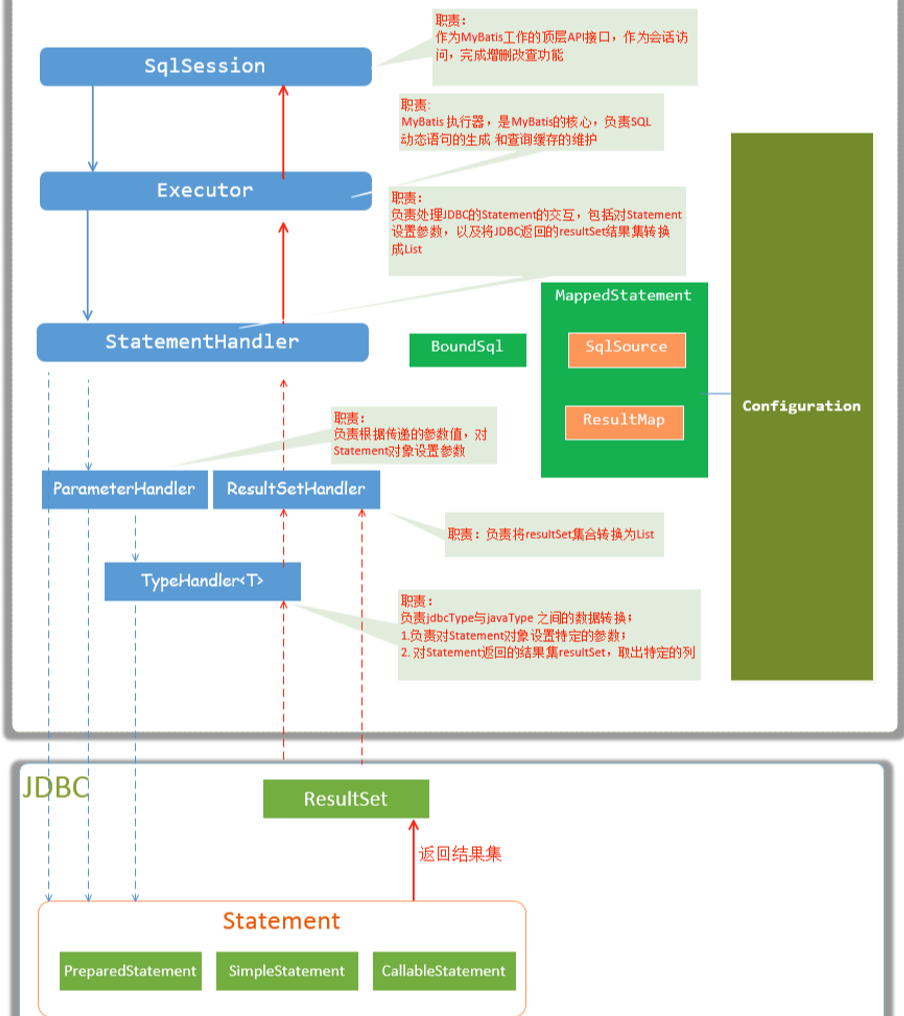 职责：
作为MyBatis工作的顶层API接口，作为会话访
问，完成增删改查功能
SqlSession
职责:
MyBatis 执行器，是MyBatis的核心，负责SQL
动态语句的生成 和查询缓存的维护
Executor
职责：
负责处理JDBC的Statement的交互，包括对Statement
设置参数，以及将JDBC返回的resultSet结果集转换
成List
MappedStatement
StatementHandler
BoundSql
SqlSource
Configuration
ResultMap
职责：
负责根据传递的参数值，对
Statement对象设置参数
ParameterHandler
ResultSetHandler
职责：负责将resultSet集合转换为List
TypeHandler<T>
职责：
负责jdbcType与javaType 之间的数据转换；
1.负责对Statement对象设置特定的参数；
2. 对Statement返回的结果集resultSet，取出特定的列
JDBC
ResultSet
返回结果集
Statement
PreparedStatement
SimpleStatement
CallableStatement